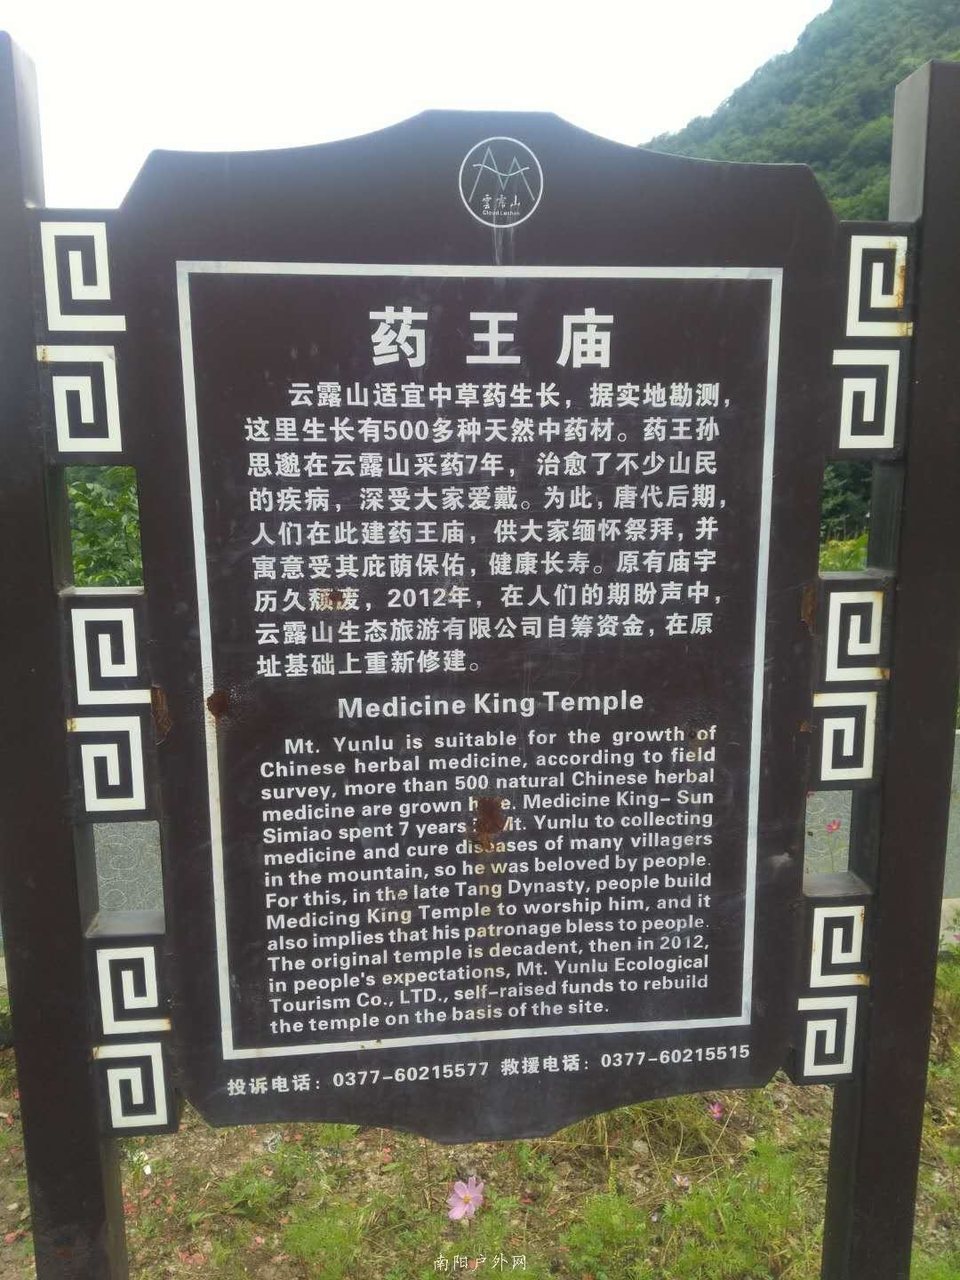 雲露山
药王庙
云露山适宜中草药生长，据实地勘测，
这里生长有500多种天然中药材。药王孙
思邈在云露山采药7年，治愈了不少山民
的疾病，深受大家爱戴。为此，唐代后期，
人们在此建药王庙，供大家缅怀祭拜，并
寓意受其庇荫保佑，健康长寿。原有庙宇
历久颓废，2012年，在人们的期盼声中，
云露山生态旅游有限公司自筹资金，在原
址基础上重新修建。
Medicine King Temple
Mt. Yunlu is suitable for the growth of
Chinese herbal medicine, according to field
survey, more than 500 natural Chinese herbal
medicine are grown here. Medicine King- Sun
Simiao spent 7 years Mt. Yunlu to collecting
medicine and cure diseases of many villagers
in the mountain, so he was beloved by people.
For this, in the late Tang Dynasty, people build
Medicing King Temple to worship him, and it
also implies that his patronage bless to people.
The original temple is decadent, then in 2012,
in people's expectations, Mt. Yunlu Ecological
Tourism Co., LTD., self-raised funds to rebuild
the temple on the basis of the site.
投诉电话：0377-60215577 救援电话：0377-60215515
南阳户外网